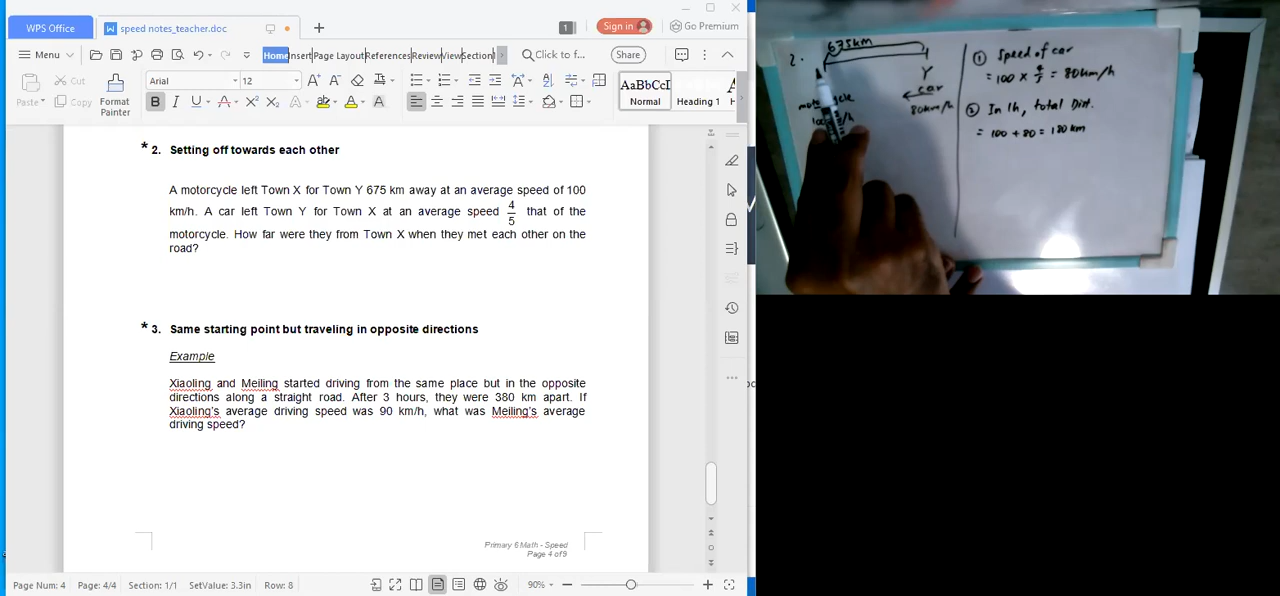 WPS Office
speed notes_teacher.doc
1
Sign in
Go Premium
Menu
Home Insert Page Layout References Review View Section
Click to f...
Share
Paste
Cut
Copy
Format Painter
Arial
12
AaBbCcI
Normal
AaBb(
Heading 1
* 2. Setting off towards each other
A motorcycle left Town X for Town Y 675 km away at an average speed of 100
km/h. A car left Town Y for Town X at an average speed 4/5 that of the
motorcycle. How far were they from Town X when they met each other on the
road?
* 3. Same starting point but traveling in opposite directions
Example
Xiaoling and Meiling started driving from the same place but in the opposite
directions along a straight road. After 3 hours, they were 380 km apart. If
Xiaoling's average driving speed was 90 km/h, what was Meiling's average
driving speed?
Primary 6 Math - Speed
Page 4 of 9
Page Num: 4 Page: 4/4 Section: 1/1 SetValue: 3.3in Row: 8
90%
2.
675km
Y
car
80km/h
① Speed of car
= 100 × 4/5 = 80km/h
② In 1h, total Dist.
= 100 + 80 = 180 km